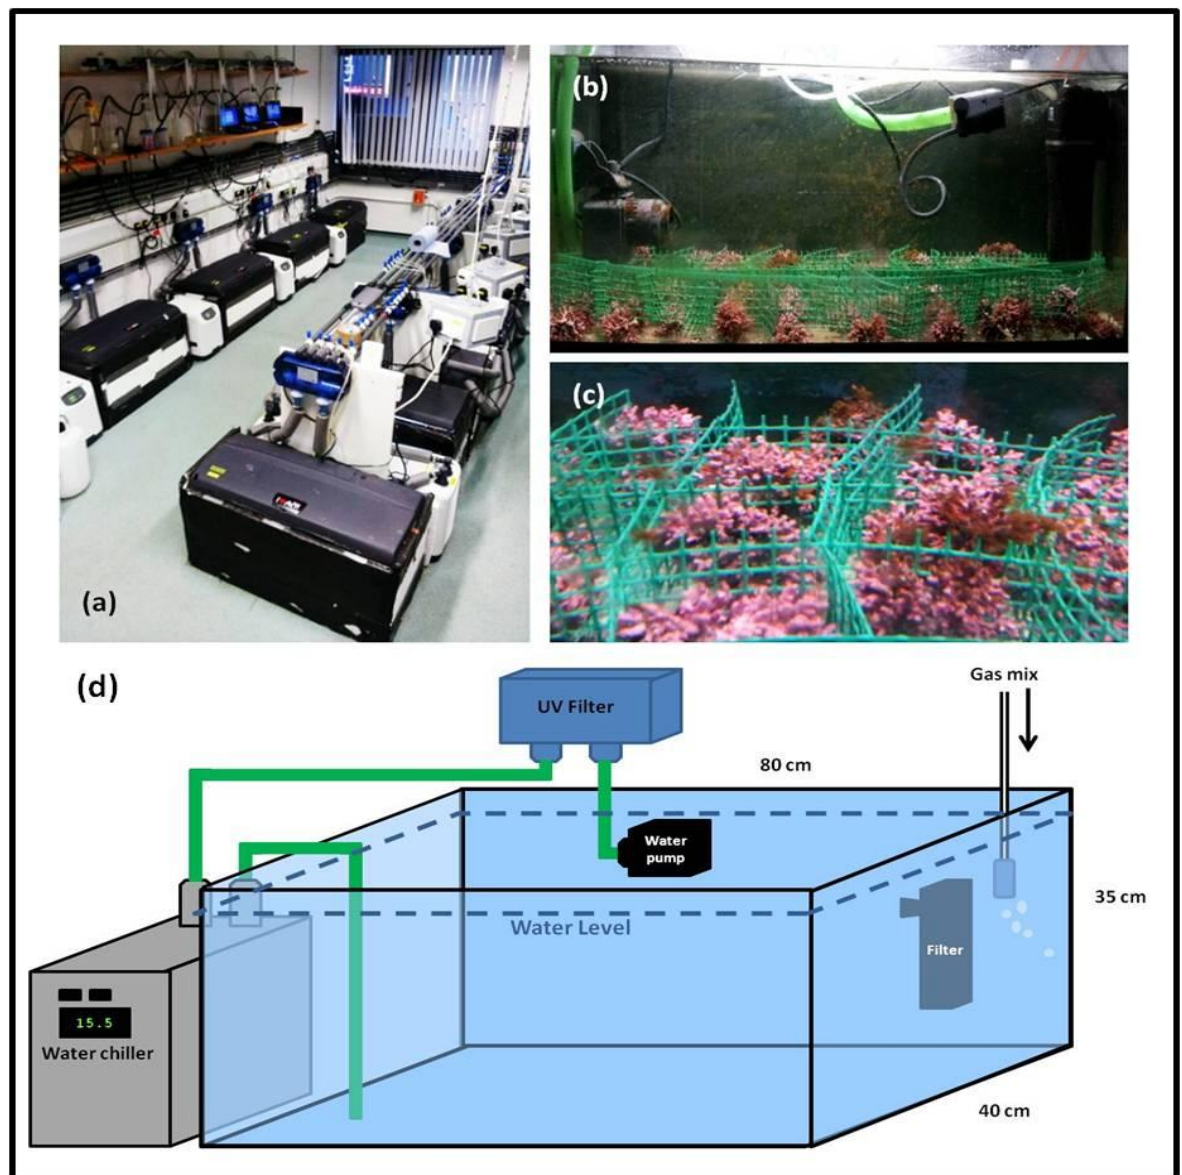 (a)
(b)
(c)
(d)
UV Filter
Gas mix
80 cm
Water
pump
35 cm
Water Level
Filter
15.5
Water chiller
40 cm